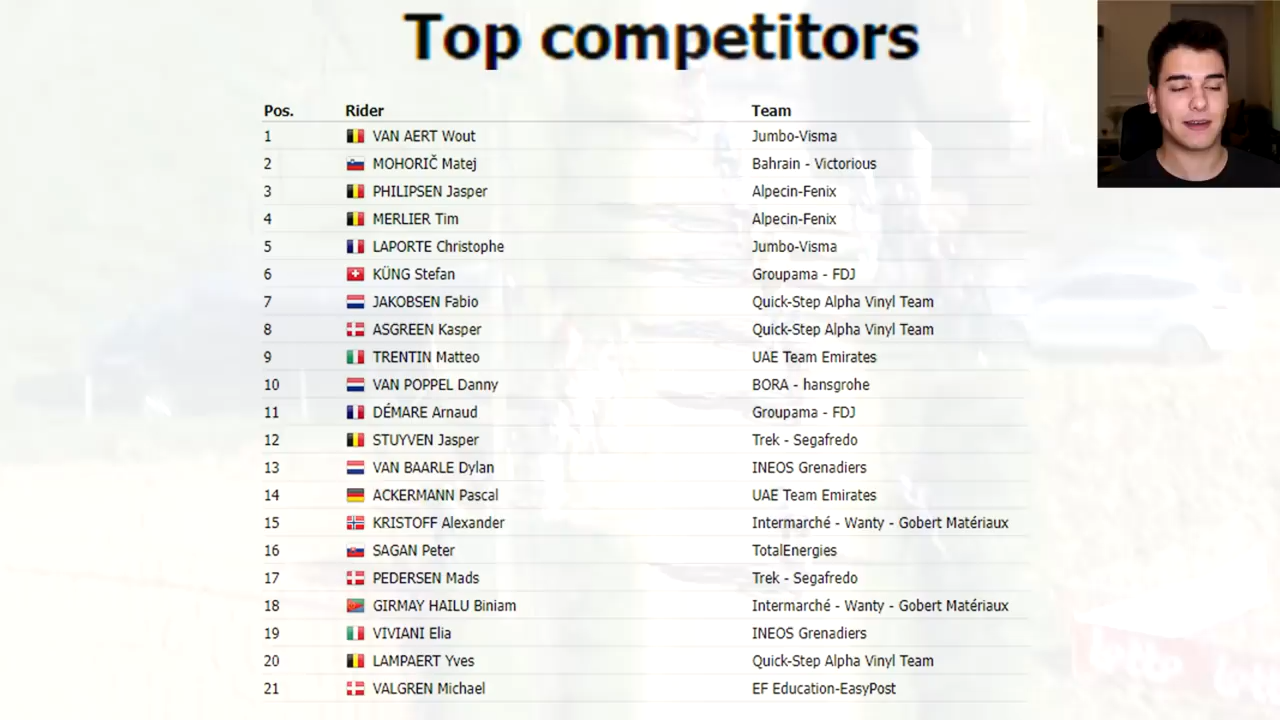 Top competitors
Pos. Rider Team
1 VAN AERT Wout Jumbo-Visma
2 MOHORIČ Matej Bahrain - Victorious
3 PHILIPSEN Jasper Alpecin-Fenix
4 MERLIER Tim Alpecin-Fenix
5 LAPORTE Christophe Jumbo-Visma
6 KÜNG Stefan Groupama - FDJ
7 JAKOBSEN Fabio Quick-Step Alpha Vinyl Team
8 ASGREEN Kasper Quick-Step Alpha Vinyl Team
9 TRENTIN Matteo UAE Team Emirates
10 VAN POPPEL Danny BORA - hansgrohe
11 DÉMARE Arnaud Groupama - FDJ
12 STUYVEN Jasper Trek - Segafredo
13 VAN BAARLE Dylan INEOS Grenadiers
14 ACKERMANN Pascal UAE Team Emirates
15 KRISTOFF Alexander Intermarché - Wanty - Gobert Matériaux
16 SAGAN Peter TotalEnergies
17 PEDERSEN Mads Trek - Segafredo
18 GIRMAY HAILU Biniam Intermarché - Wanty - Gobert Matériaux
19 VIVIANI Elia INEOS Grenadiers
20 LAMPAERT Yves Quick-Step Alpha Vinyl Team
21 VALGREN Michael EF Education-EasyPost
lotto